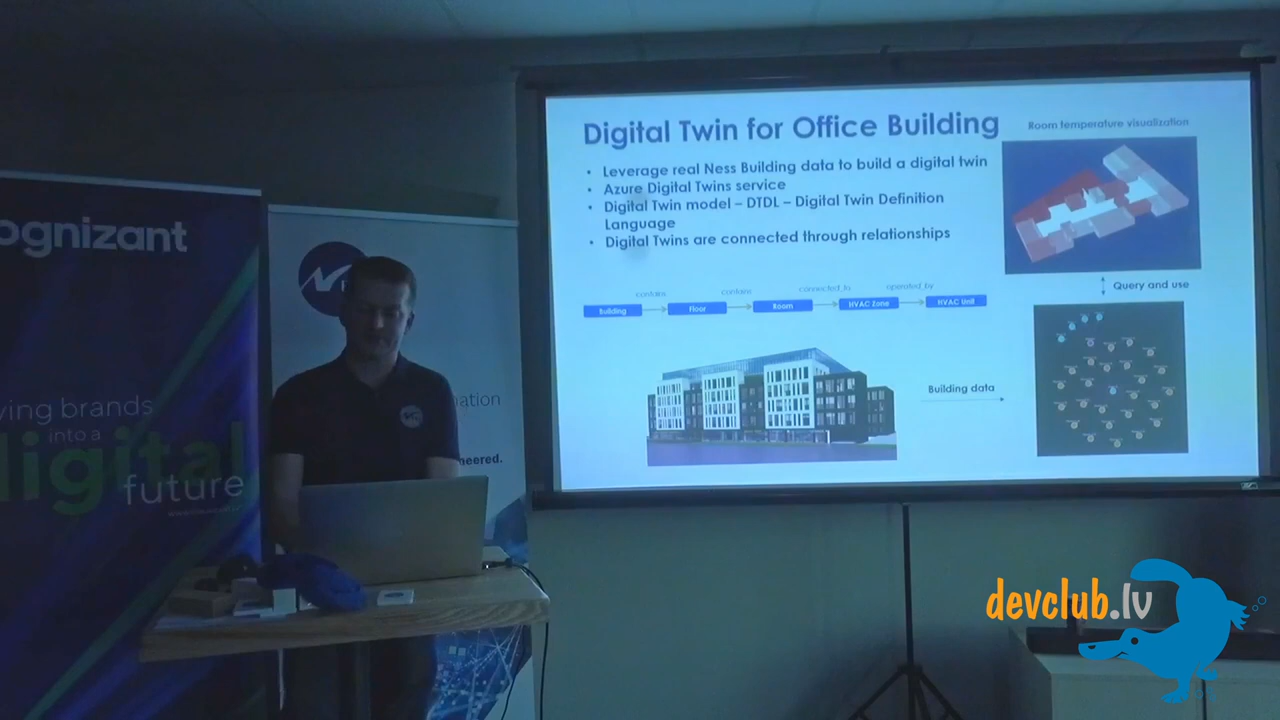 ognizant
ving brands
into a
digital
future
ation
neered.
Digital Twin for Office Building
• Leverage real Ness Building data to build a digital twin
• Azure Digital Twins service
• Digital Twin model – DTDL – Digital Twin Definition
Language
• Digital Twins are connected through relationships
contains
contains
connected_by
operated_by
Building
Floor
Room
HVAC Zone
HVAC Unit
Room temperature visualization
Query and use
Building data
devclub.lv